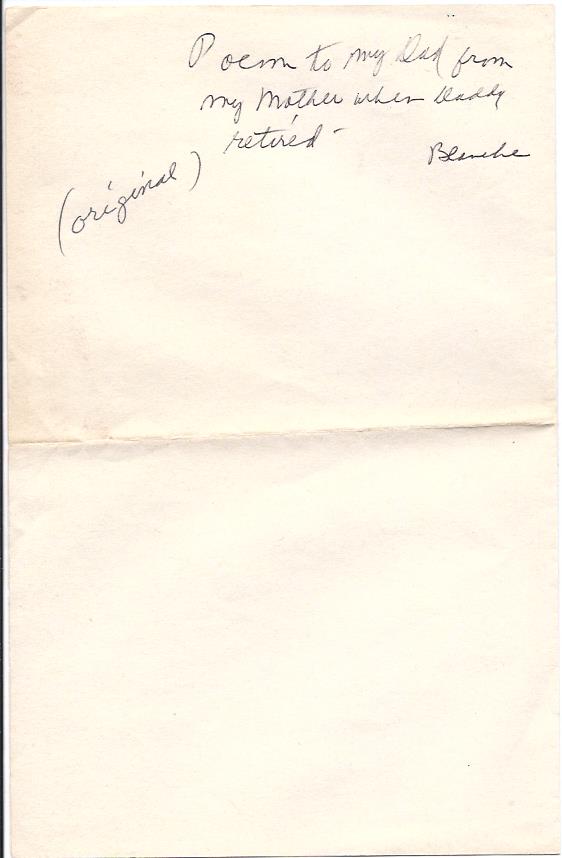 Poem to my Dad from
my Mother when Daddy
retired -
Blanche
(original)